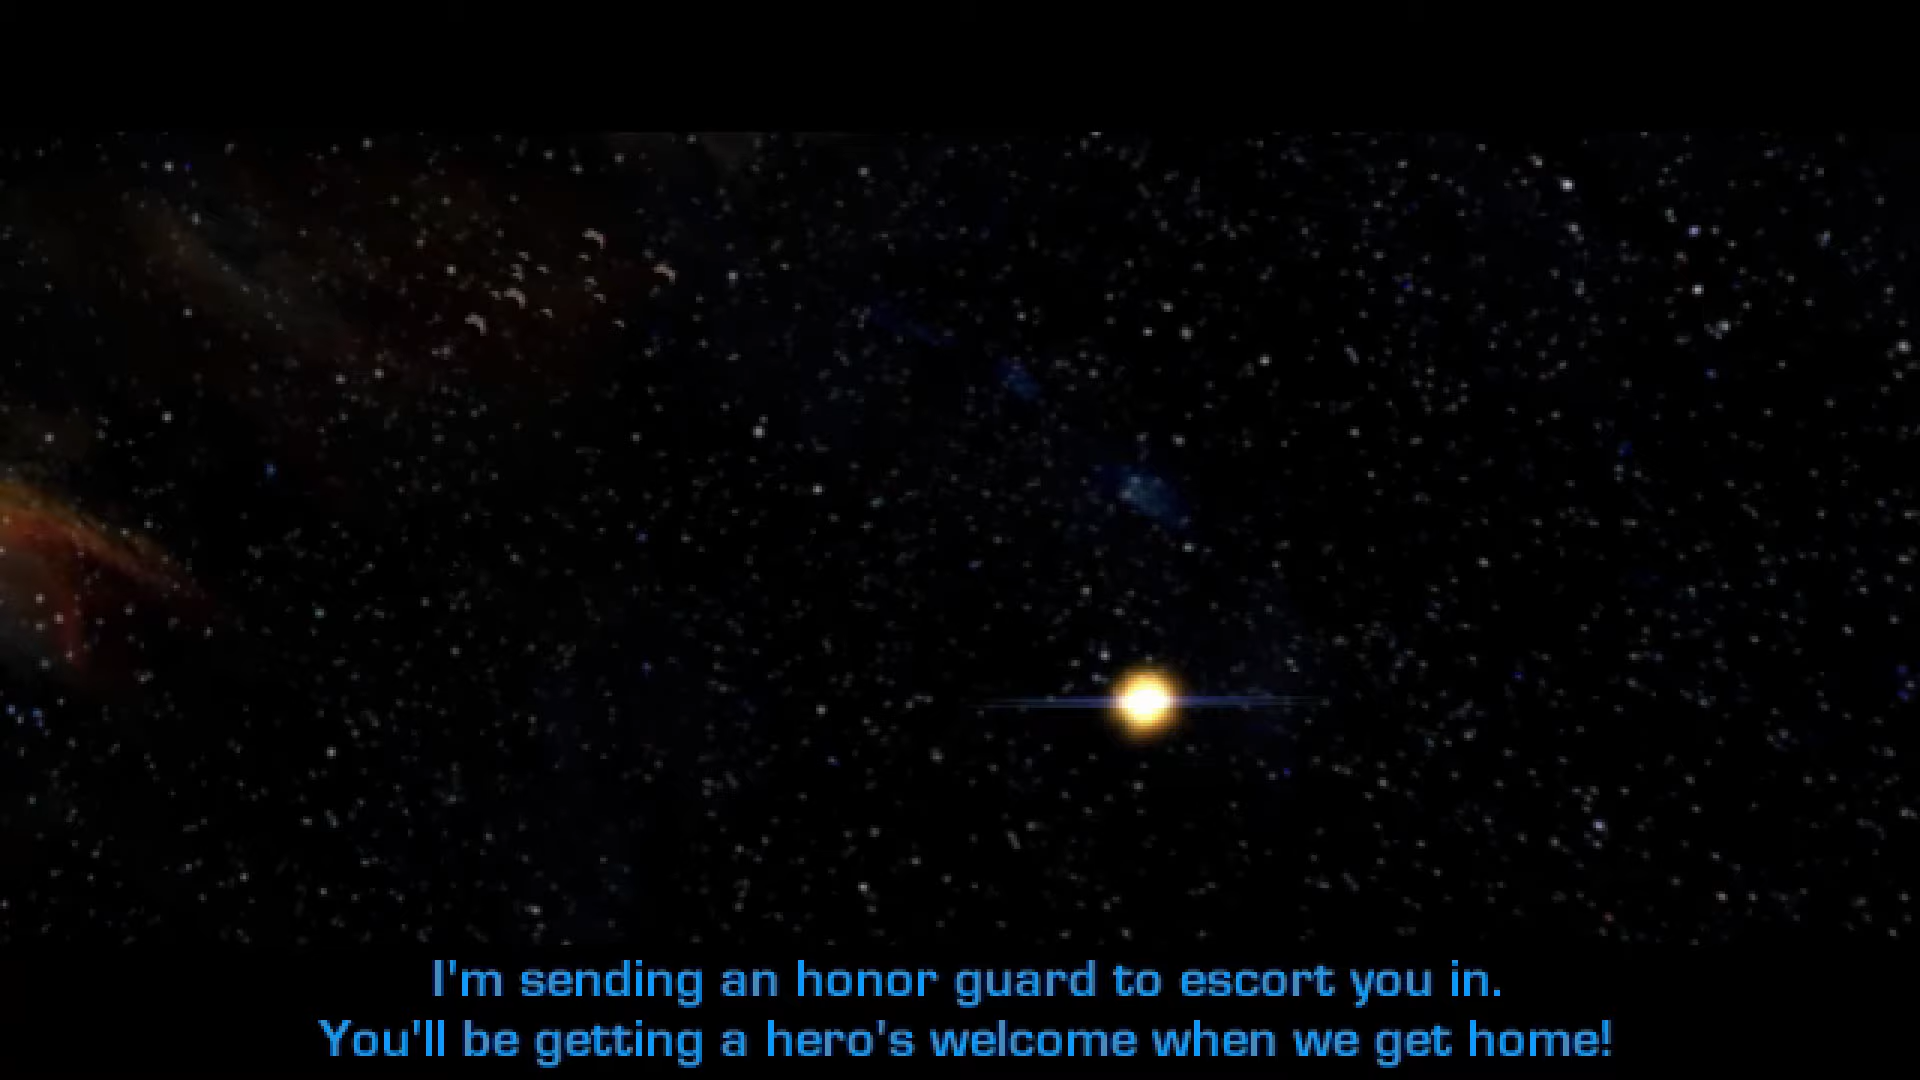 I'm sending an honor guard to escort you in.
You'll be getting a hero's welcome when we get home!